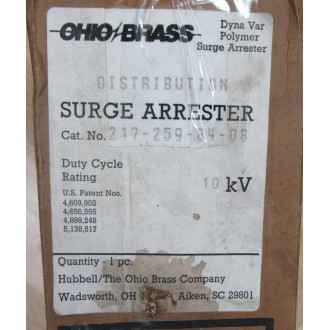 OHIO BRASS
Dyna Var
Polymer
Surge Arrester
DISTRIBUTION
SURGE ARRESTER
Cat. No. 217-259-84-08
Duty Cycle
Rating
10 kV
U.S. Patent Nos.
4,609,902
4,656,555
4,899,248
5,138,517
Quantity - 1 pc.
Hubbell/The Ohio Brass Company
Wadsworth, OH Aiken, SC 29801